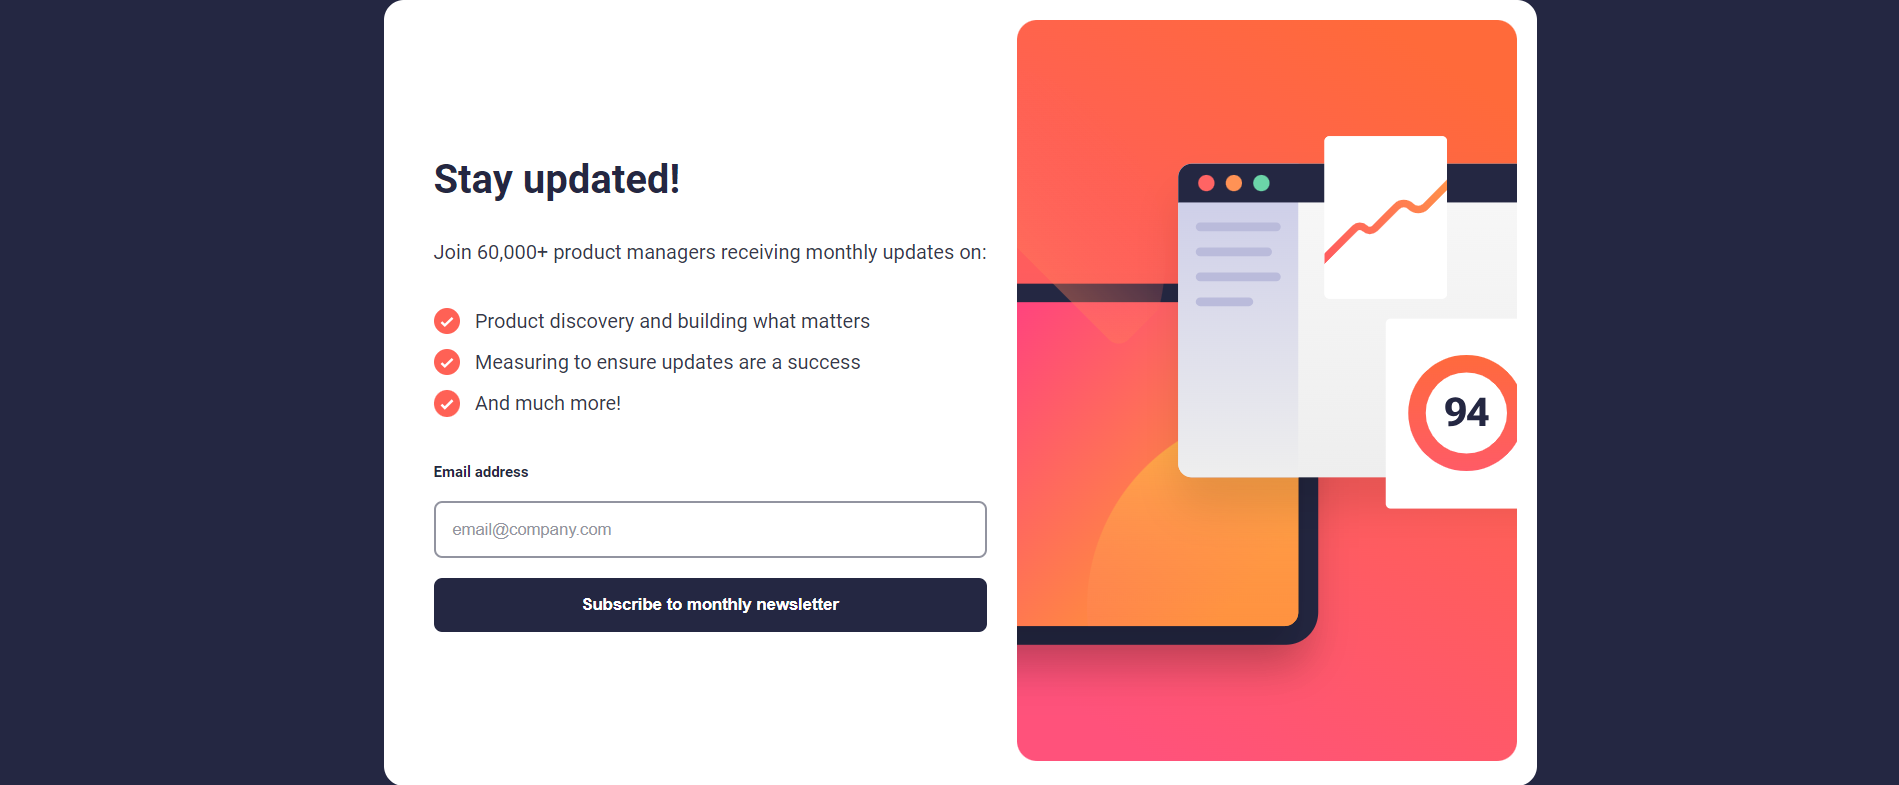 Stay updated!
Join 60,000+ product managers receiving monthly updates on:
Product discovery and building what matters
Measuring to ensure updates are a success
And much more!
Email address
email@company.com
Subscribe to monthly newsletter
94